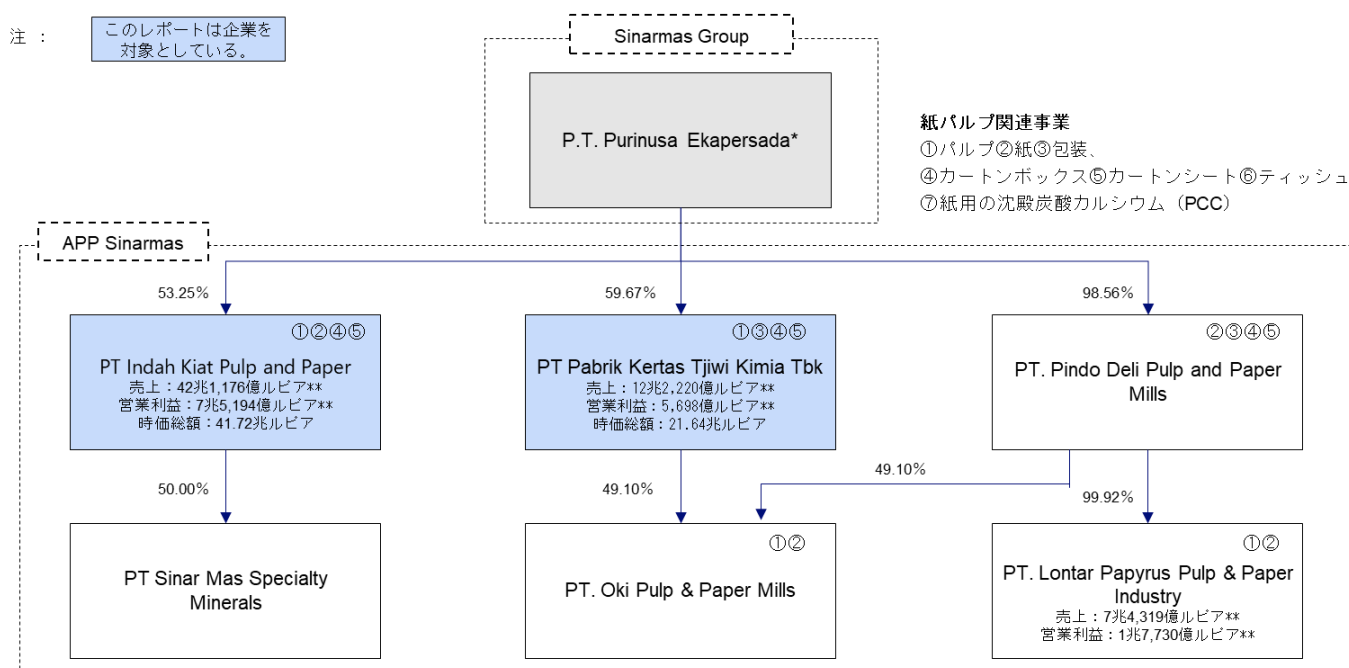 注 ：
このレポートは企業を
対象としている。
Sinarmas Group
P.T. Purinusa Ekapersada*
紙パルプ関連事業
①パルプ②紙③包装、
④カートンボックス⑤カートンシート⑥ティッシュ
⑦紙用の沈殿炭酸カルシウム（PCC）
APP Sinarmas
53.25%
59.67%
98.56%
①②④⑤
PT Indah Kiat Pulp and Paper
売上：42兆1,176億ルビア**
営業利益：7兆5,194億ルビア**
時価総額：41.72兆ルビア
①③④⑤
PT Pabrik Kertas Tjiwi Kimia Tbk
売上：12兆2,220億ルビア**
営業利益：5,698億ルビア**
時価総額：21.64兆ルビア
②③④⑤
PT. Pindo Deli Pulp and Paper
Mills
50.00%
49.10%
49.10%
99.92%
PT Sinar Mas Specialty
Minerals
①②
PT. Oki Pulp & Paper Mills
①②
PT. Lontar Papyrus Pulp & Paper
Industry
売上：7兆4,319億ルビア**
営業利益：1兆7,730億ルビア**